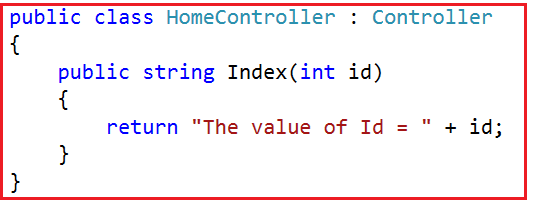 public class HomeController : Controller
{
    public string Index(int id)
    {
        return "The value of Id = " + id;
    }
}